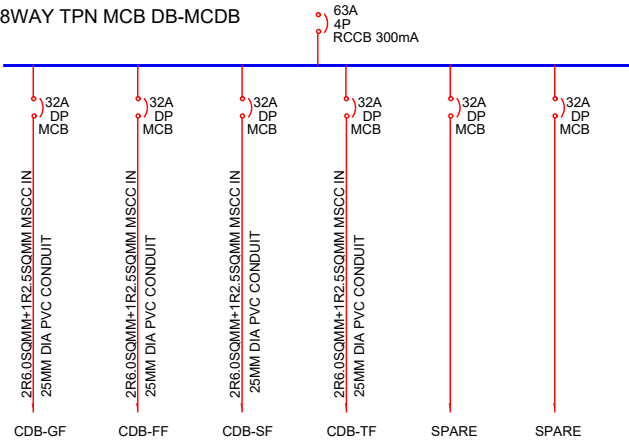 8WAY TPN MCB DB-MCDB
63A
4P
RCCB 300mA
32A
DP
MCB
32A
DP
MCB
32A
DP
MCB
32A
DP
MCB
32A
DP
MCB
32A
DP
MCB
2R6.0SQMM+1R2.5SQMM MSCC IN
25MM DIA PVC CONDUIT
2R6.0SQMM+1R2.5SQMM MSCC IN
25MM DIA PVC CONDUIT
2R6.0SQMM+1R2.5SQMM MSCC IN
25MM DIA PVC CONDUIT
2R6.0SQMM+1R2.5SQMM MSCC IN
25MM DIA PVC CONDUIT
CDB-GF
CDB-FF
CDB-SF
CDB-TF
SPARE
SPARE